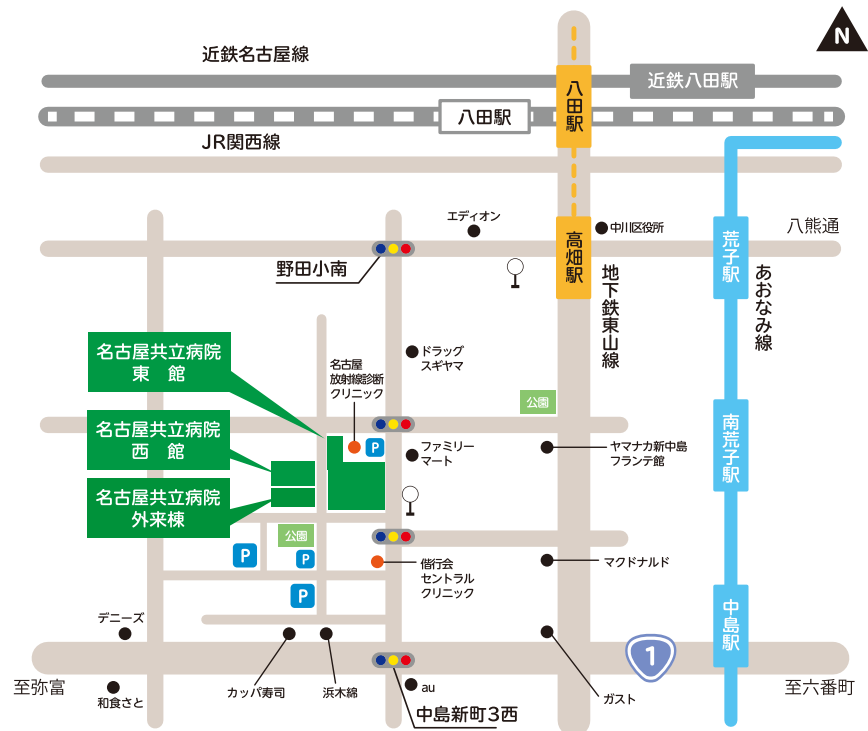 N
近鉄名古屋線
近鉄八田駅
八田駅
八田駅
JR関西線
エディオン
中川区役所
八熊通
高畑駅
荒子駅
野田小南
地下鉄東山線
あおなみ線
名古屋共立病院
東　館
名古屋
放射線診断
クリニック
ドラッグ
スギヤマ
公園
名古屋共立病院
西　館
P
ファミリー
マート
ヤマナカ新中島
フランテ館
南荒子駅
名古屋共立病院
外来棟
公園
P
P
偕行会
セントラル
クリニック
マクドナルド
P
中島駅
デニーズ
1
至弥富
和食さと
カッパ寿司
浜木綿
au
ガスト
至六番町
中島新町3西